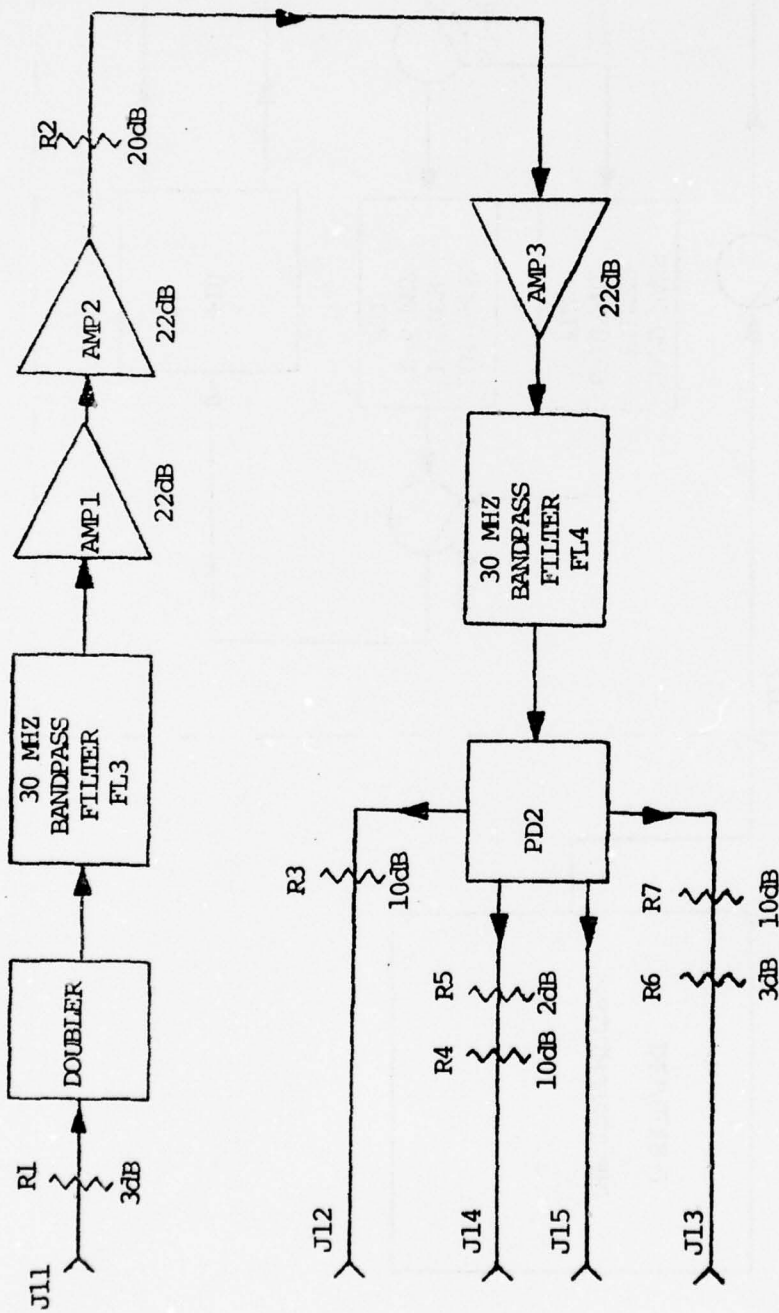 J11
R1
3dB
DOUBLER
30 MHZ
BANDPASS
FILTER
FL3
AMP1
22dB
AMP2
22dB
R2
20dB
AMP3
22dB
30 MHZ
BANDPASS
FILTER
FL4
PD2
R3
10dB
J12
R5
2dB
R4
10dB
J14
J15
R7
10dB
R6
3dB
J13